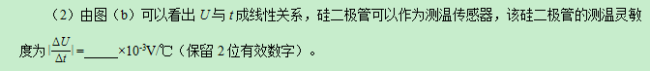 （2）由图（b）可以看出 U与 t成线性关系，硅二极管可以作为测温传感器，该硅二极管的测温灵敏
度为|ΔU/Δt|=_____×10⁻³V/℃（保留 2 位有效数字）。